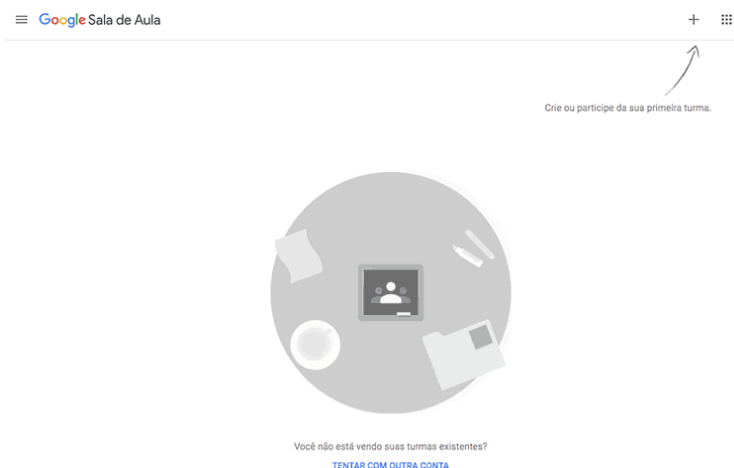 Google Sala de Aula
Crie ou participe da sua primeira turma.
Você não está vendo suas turmas existentes?
TENTAR COM OUTRA CONTA